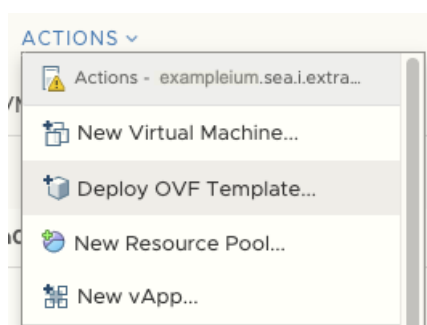 ACTIONS
Actions - exampleium.sea.i.extra...
New Virtual Machine...
Deploy OVF Template...
New Resource Pool...
New vApp...